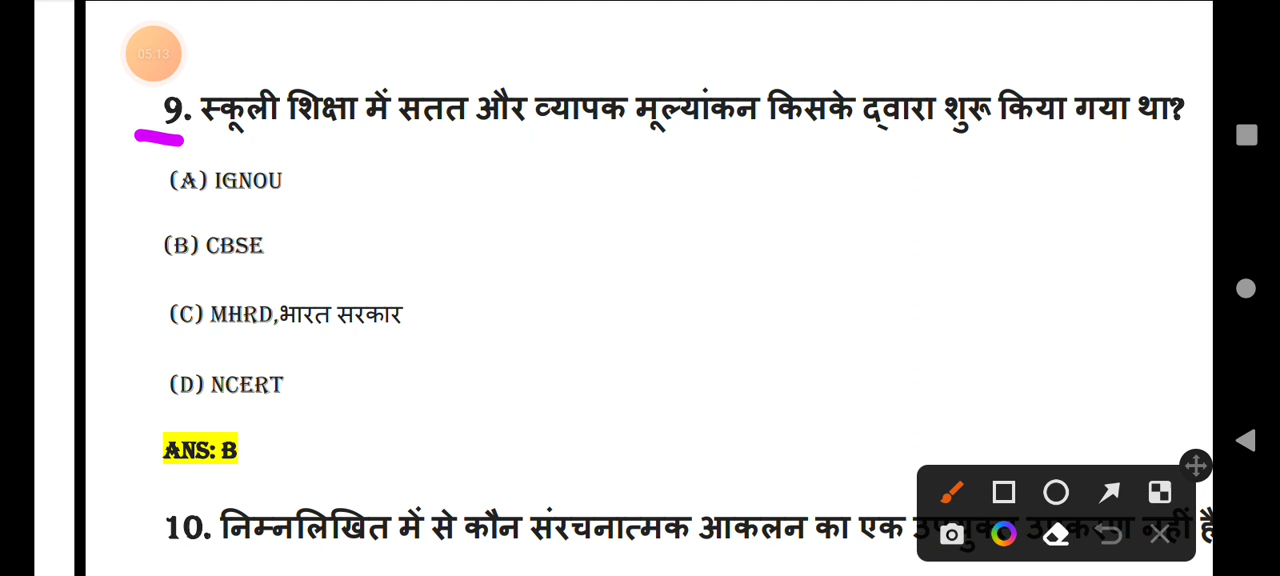 05:13
9. स्कूली शिक्षा में सतत और व्यापक मूल्यांकन किसके द्वारा शुरू किया गया था?
(A) IGNOU
(B) CBSE
(C) MHRD,भारत सरकार
(D) NCERT
ANS: B
10. निम्नलिखित में से कौन संरचनात्मक आकलन का एक